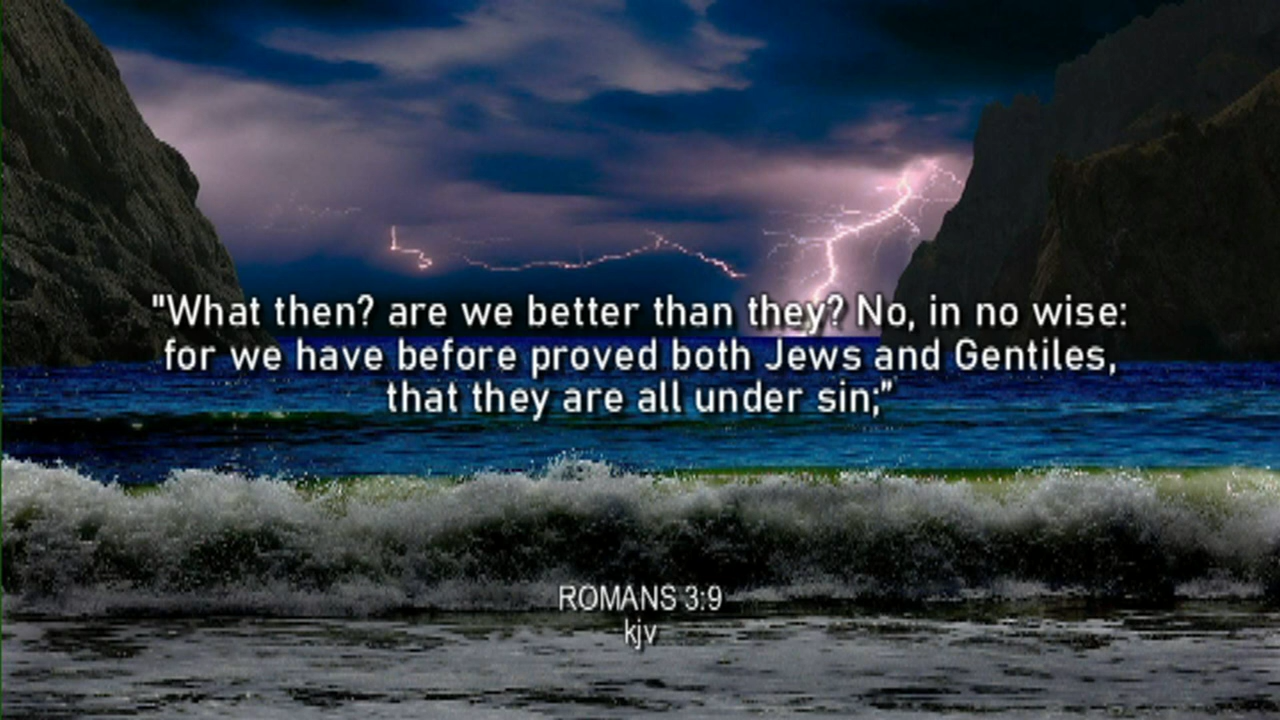 "What then? are we better than they? No, in no wise:
for we have before proved both Jews and Gentiles,
that they are all under sin;”
ROMANS 3:9
kjv